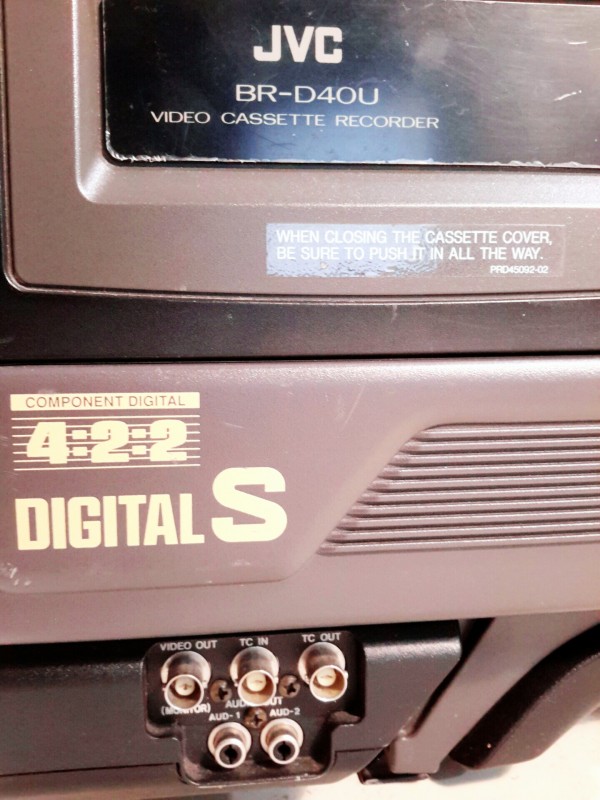 JVC
BR-D40U
VIDEO CASSETTE RECORDER
WHEN CLOSING THE CASSETTE COVER,
BE SURE TO PUSH IT IN ALL THE WAY.
PRD45092-02
COMPONENT DIGITAL
4:2:2
DIGITAL S
VIDEO OUT TC IN TC OUT
(MONITOR) AUDIO OUT
AUD-1 AUD-2